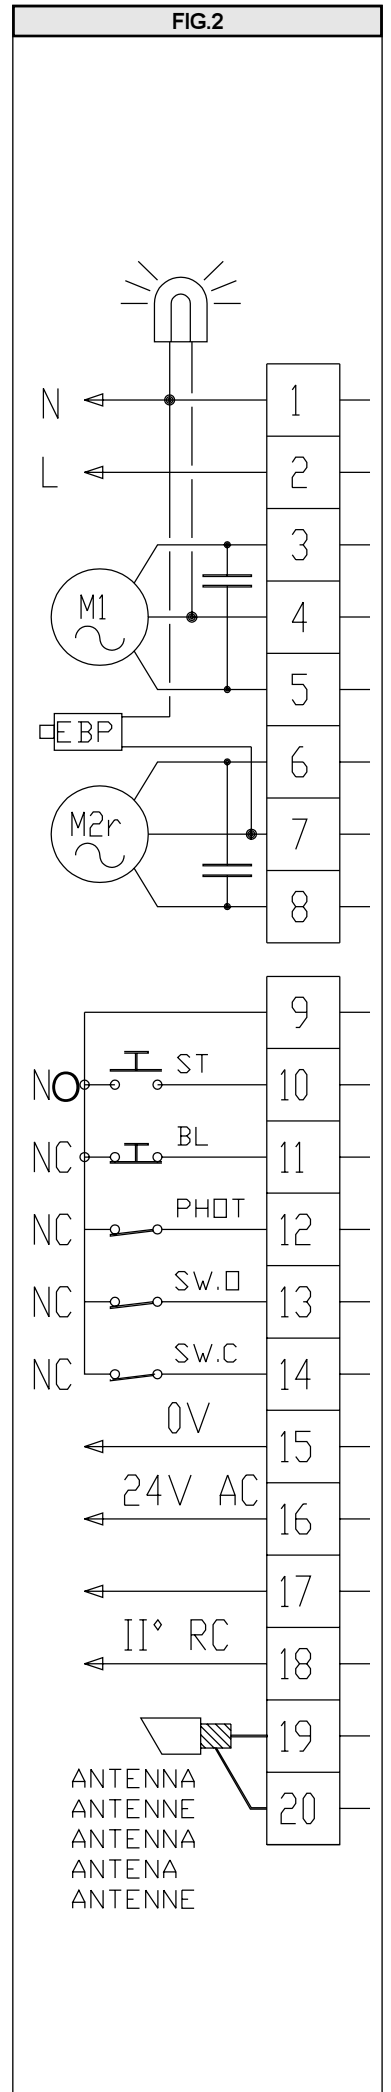 FIG.2
N 1
L 2
3
M1 4
5
EBP
6
M2r 7
8
9
ST
NO 10
BL
NC 11
PHOT
NC 12
SW.O
NC 13
SW.C
NC 14
0V
15
24V AC
16
17
II° RC
18
19
ANTENNA
20
ANTENNE
ANTENNA
ANTENA
ANTENNE